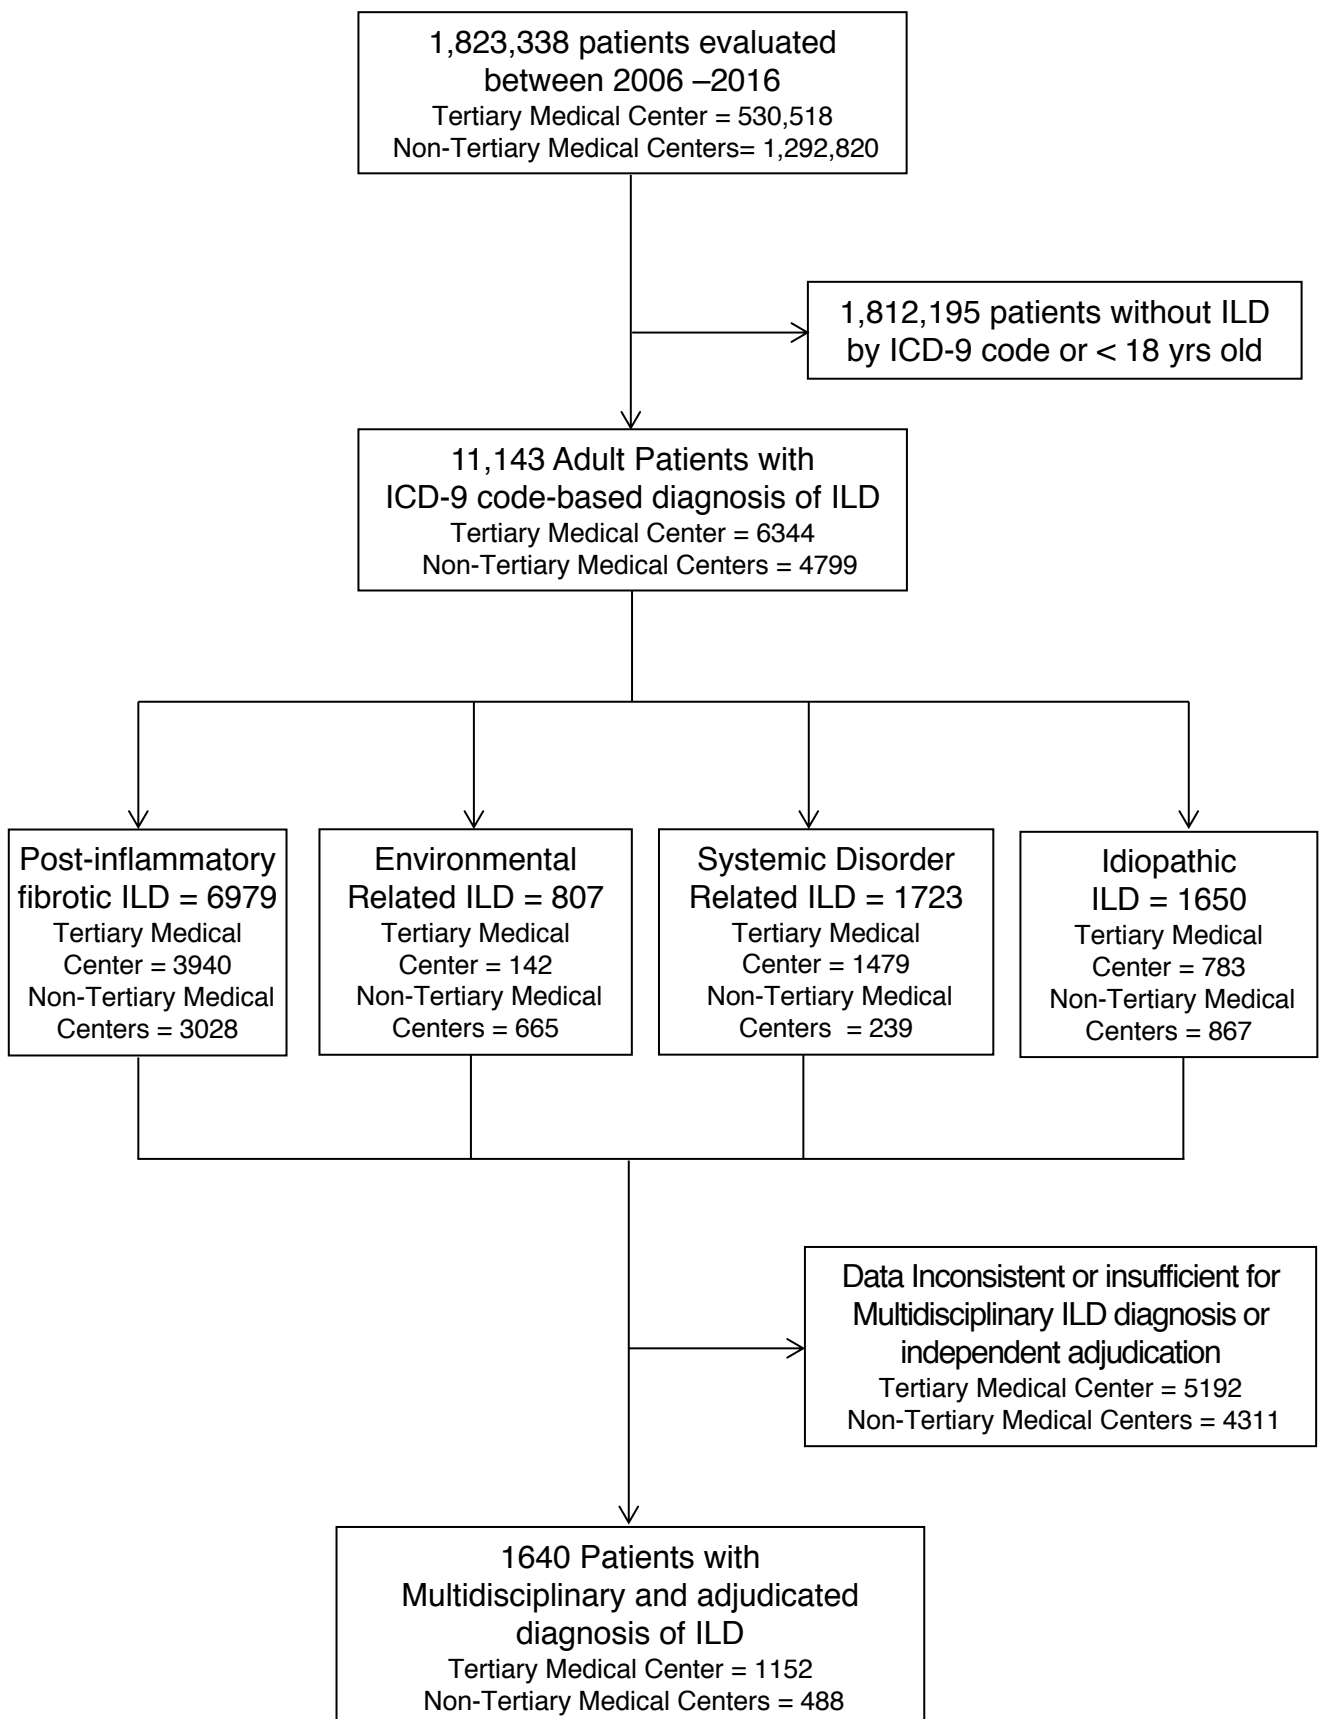 1,823,338 patients evaluated
between 2006 –2016
Tertiary Medical Center = 530,518
Non-Tertiary Medical Centers= 1,292,820
1,812,195 patients without ILD
by ICD-9 code or < 18 yrs old
11,143 Adult Patients with
ICD-9 code-based diagnosis of ILD
Tertiary Medical Center = 6344
Non-Tertiary Medical Centers = 4799
Post-inflammatory
fibrotic ILD = 6979
Tertiary Medical
Center = 3940
Non-Tertiary Medical
Centers = 3028
Environmental
Related ILD = 807
Tertiary Medical
Center = 142
Non-Tertiary Medical
Centers = 665
Systemic Disorder
Related ILD = 1723
Tertiary Medical
Center = 1479
Non-Tertiary Medical
Centers = 239
Idiopathic
ILD = 1650
Tertiary Medical
Center = 783
Non-Tertiary Medical
Centers = 867
Data Inconsistent or insufficient for
Multidisciplinary ILD diagnosis or
independent adjudication
Tertiary Medical Center = 5192
Non-Tertiary Medical Centers = 4311
1640 Patients with
Multidisciplinary and adjudicated
diagnosis of ILD
Tertiary Medical Center = 1152
Non-Tertiary Medical Centers = 488